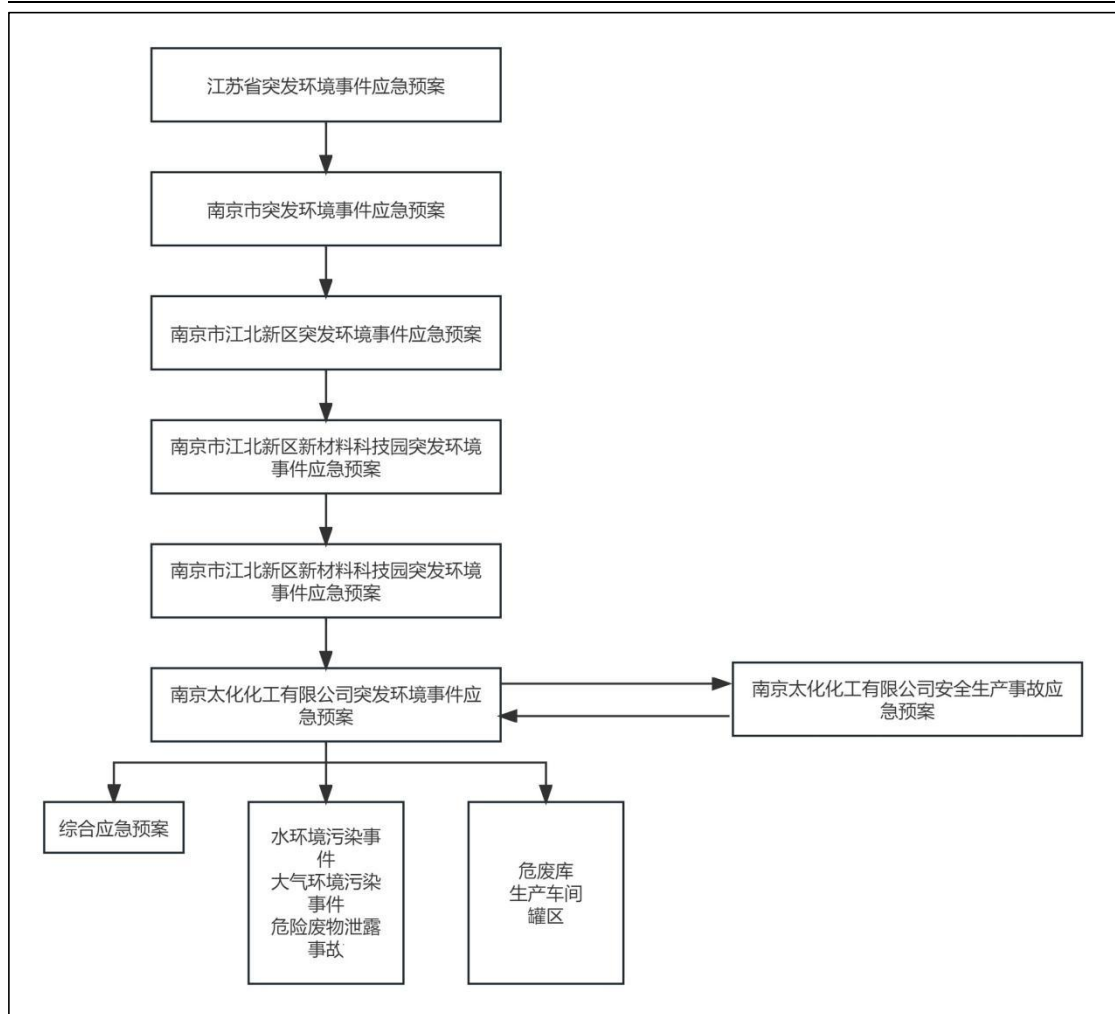 江苏省突发环境事件应急预案
南京市突发环境事件应急预案
南京市江北新区突发环境事件应急预案
南京市江北新区新材料科技园突发环境
事件应急预案
南京市江北新区新材料科技园突发环境
事件应急预案
南京太化化工有限公司突发环境事件应
急预案
南京太化化工有限公司安全生产事故应
急预案
综合应急预案
水环境污染事
件
大气环境污染
事件
危险废物泄露
事故
危废库
生产车间
罐区